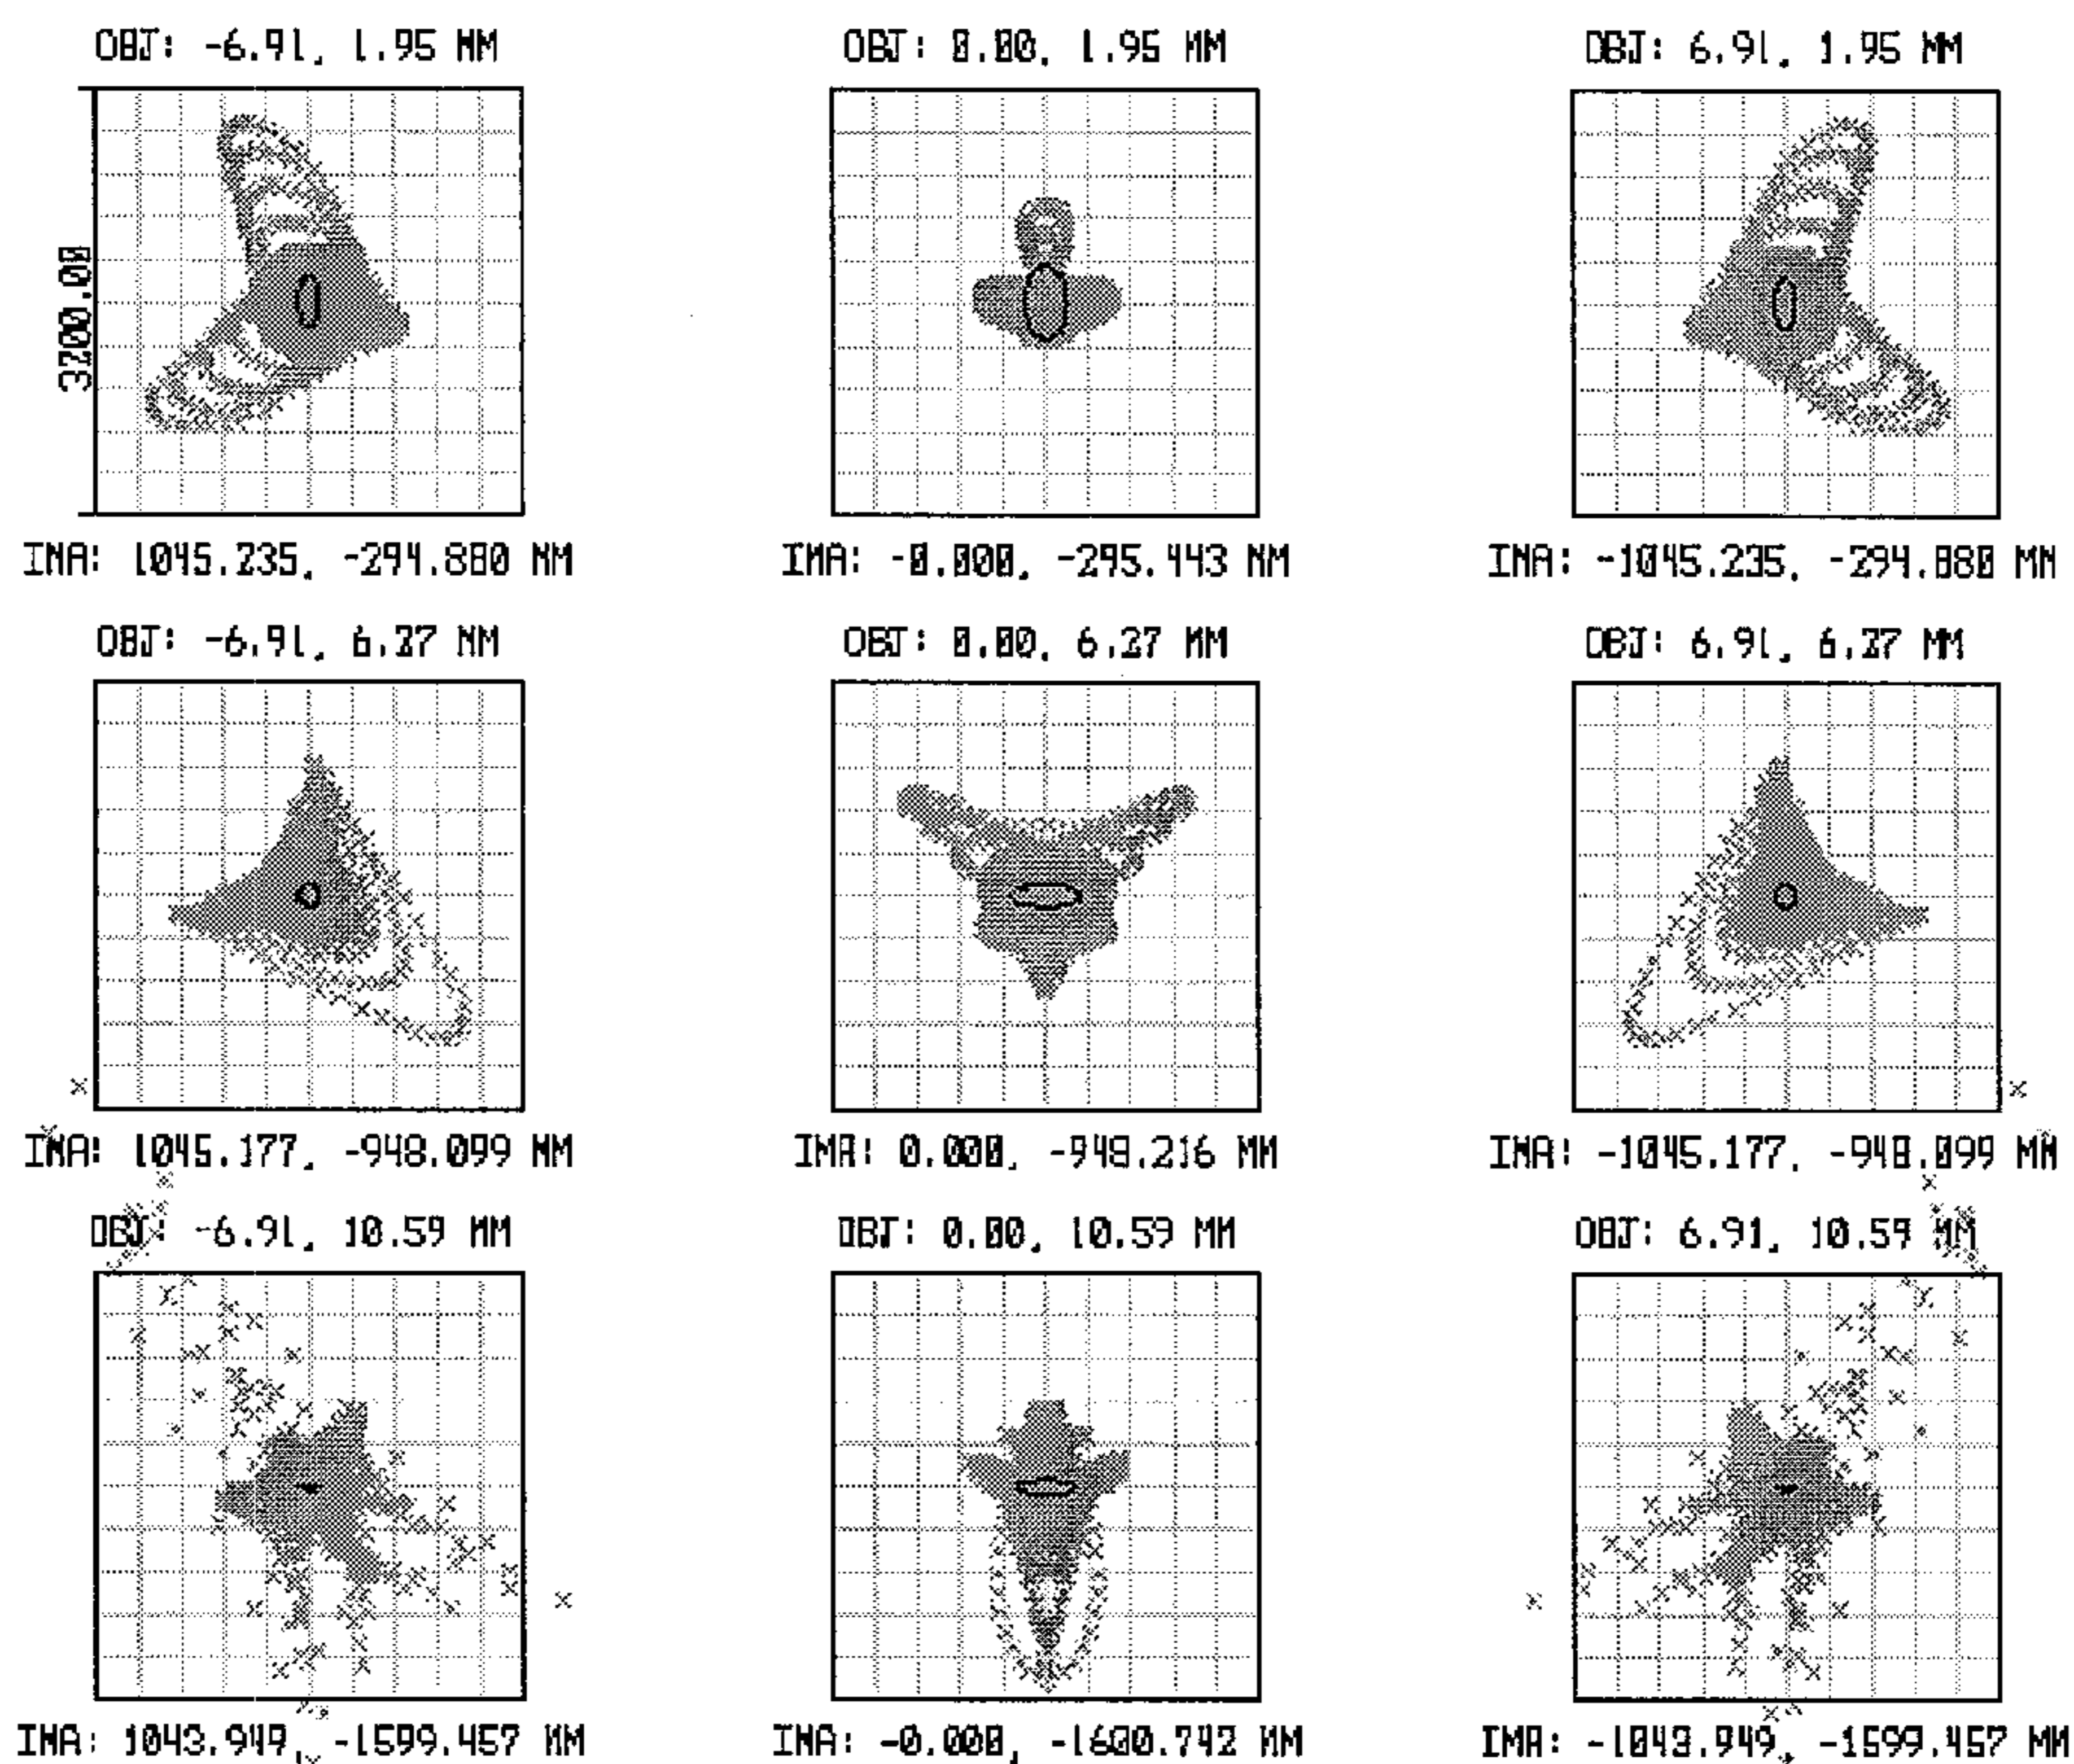 OBJ: -6.91, 1.95 MM
OBJ: 0.00, 1.95 MM
OBJ: 6.91, 1.95 MM
3200.00
IMA: 1045.235, -294.880 MM
IMA: -0.000, -295.443 MM
IMA: -1045.235, -294.880 MM
OBJ: -6.91, 6.27 MM
OBJ: 0.00, 6.27 MM
OBJ: 6.91, 6.27 MM
IMA: 1045.177, -948.099 MM
IMA: 0.000, -948.216 MM
IMA: -1045.177, -948.099 MM
OBJ: -6.91, 10.59 MM
OBJ: 0.00, 10.59 MM
OBJ: 6.91, 10.59 MM
IMA: 1043.949, -1599.457 MM
IMA: -0.000, -1600.742 MM
IMA: -1043.949, -1599.457 MM